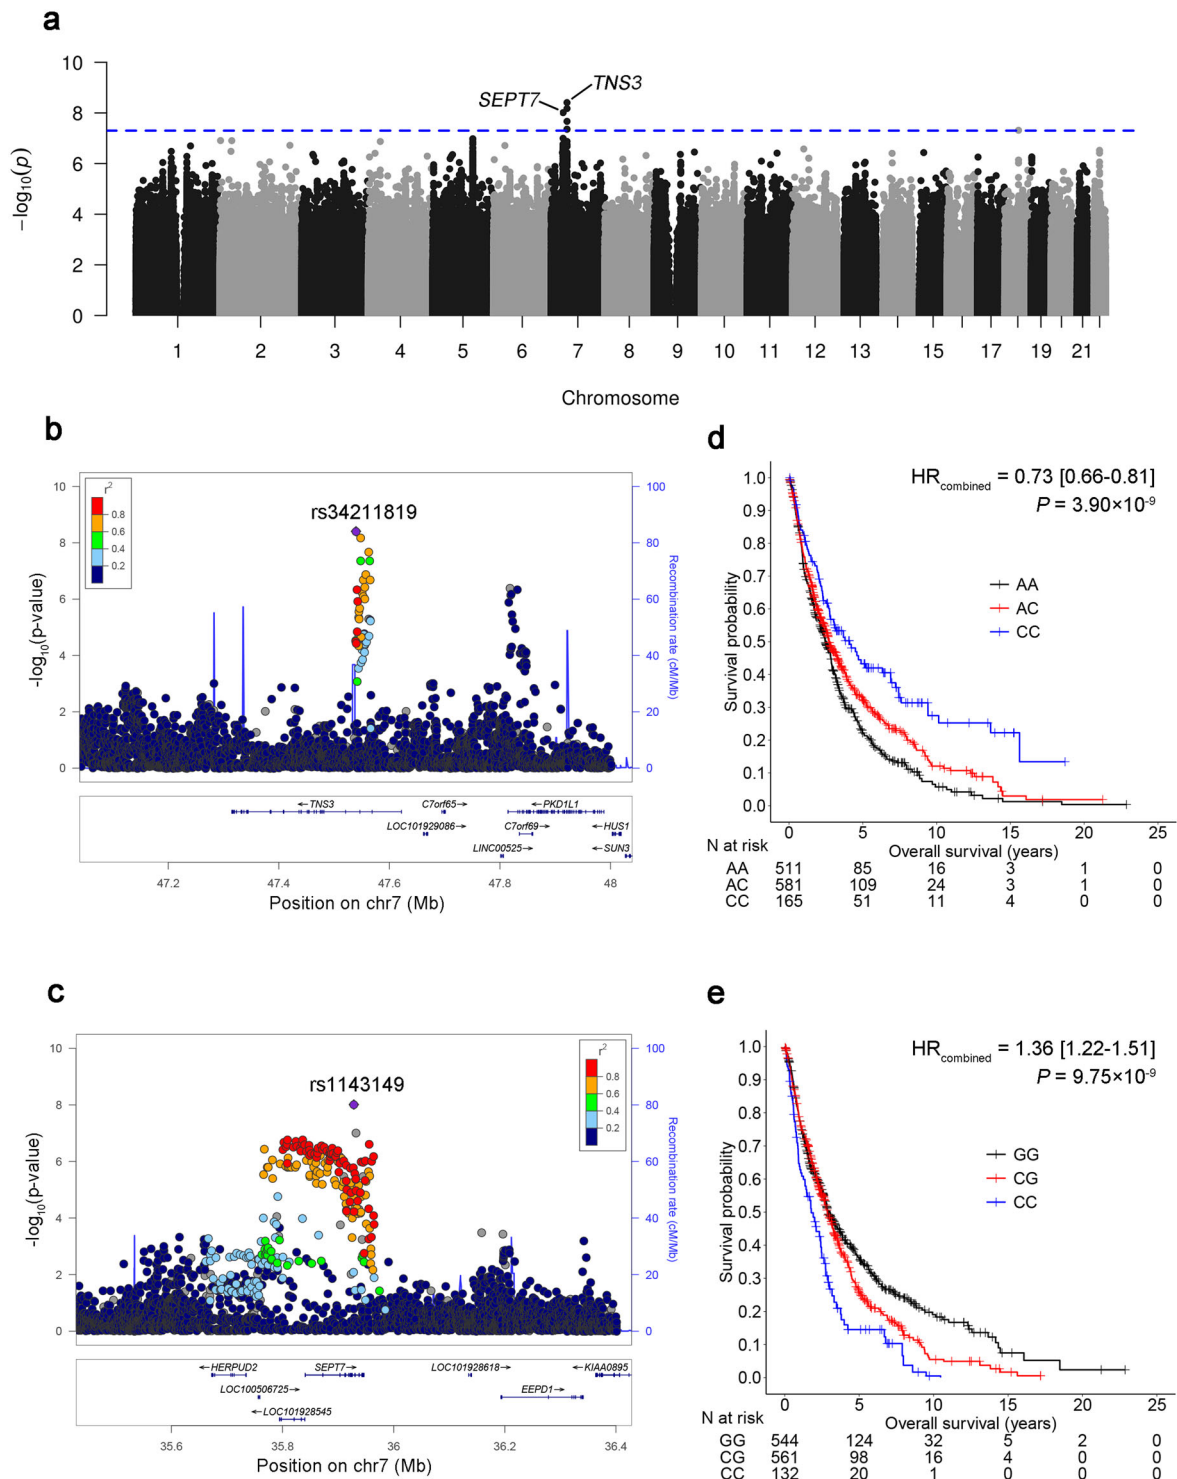 a
10
8
6
4
2
0
−log10(p)
SEPT7
TNS3
1 2 3 4 5 6 7 8 9 10 11 12 13 15 17 19 21
Chromosome
b
r2
0.8
0.6
0.4
0.2
rs34211819
10
8
6
4
2
0
-log10(p-value)
100
80
60
40
20
0
Recombination rate (cM/Mb)
←TNS3
C7orf65→
←PKD1L1
LOC101929086→
C7orf69→
←HUS1
LINC00525→
←SUN3
47.2 47.4 47.6 47.8 48
Position on chr7 (Mb)
d
HRcombined = 0.73 [0.66-0.81]
P = 3.90×10-9
1.0
0.9
0.8
0.7
0.6
0.5
0.4
0.3
0.2
0.1
0.0
Survival probability
AA
AC
CC
0 5 10 15 20 25
N at risk
Overall survival (years)
AA 511 85 16 3 1 0
AC 581 109 24 3 1 0
CC 165 51 11 4 0 0
c
rs1143149
r2
0.8
0.6
0.4
0.2
10
8
6
4
2
0
-log10(p-value)
100
80
60
40
20
0
Recombination rate (cM/Mb)
←HERPUD2
SEPT7→
LOC101928618→
←KIAA0895
LOC100506725→
EEPD1→
←LOC101928545
35.6 35.8 36 36.2 36.4
Position on chr7 (Mb)
e
HRcombined = 1.36 [1.22-1.51]
P = 9.75×10-9
1.0
0.9
0.8
0.7
0.6
0.5
0.4
0.3
0.2
0.1
0.0
Survival probability
GG
CG
CC
0 5 10 15 20 25
N at risk
Overall survival (years)
GG 544 124 32 5 2 0
CG 561 98 16 4 0 0
CC 132 20 1 0 0 0